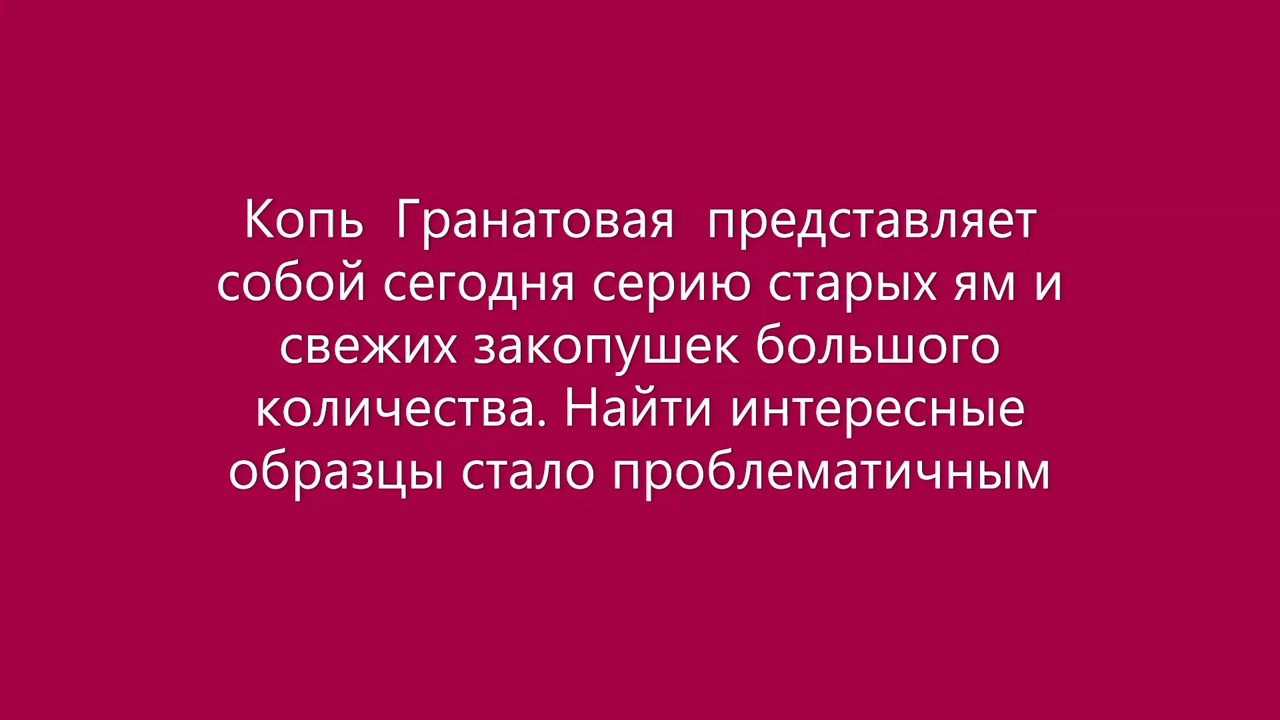 Копь Гранатовая представляет
собой сегодня серию старых ям и
свежих закопушек большого
количества. Найти интересные
образцы стало проблематичным